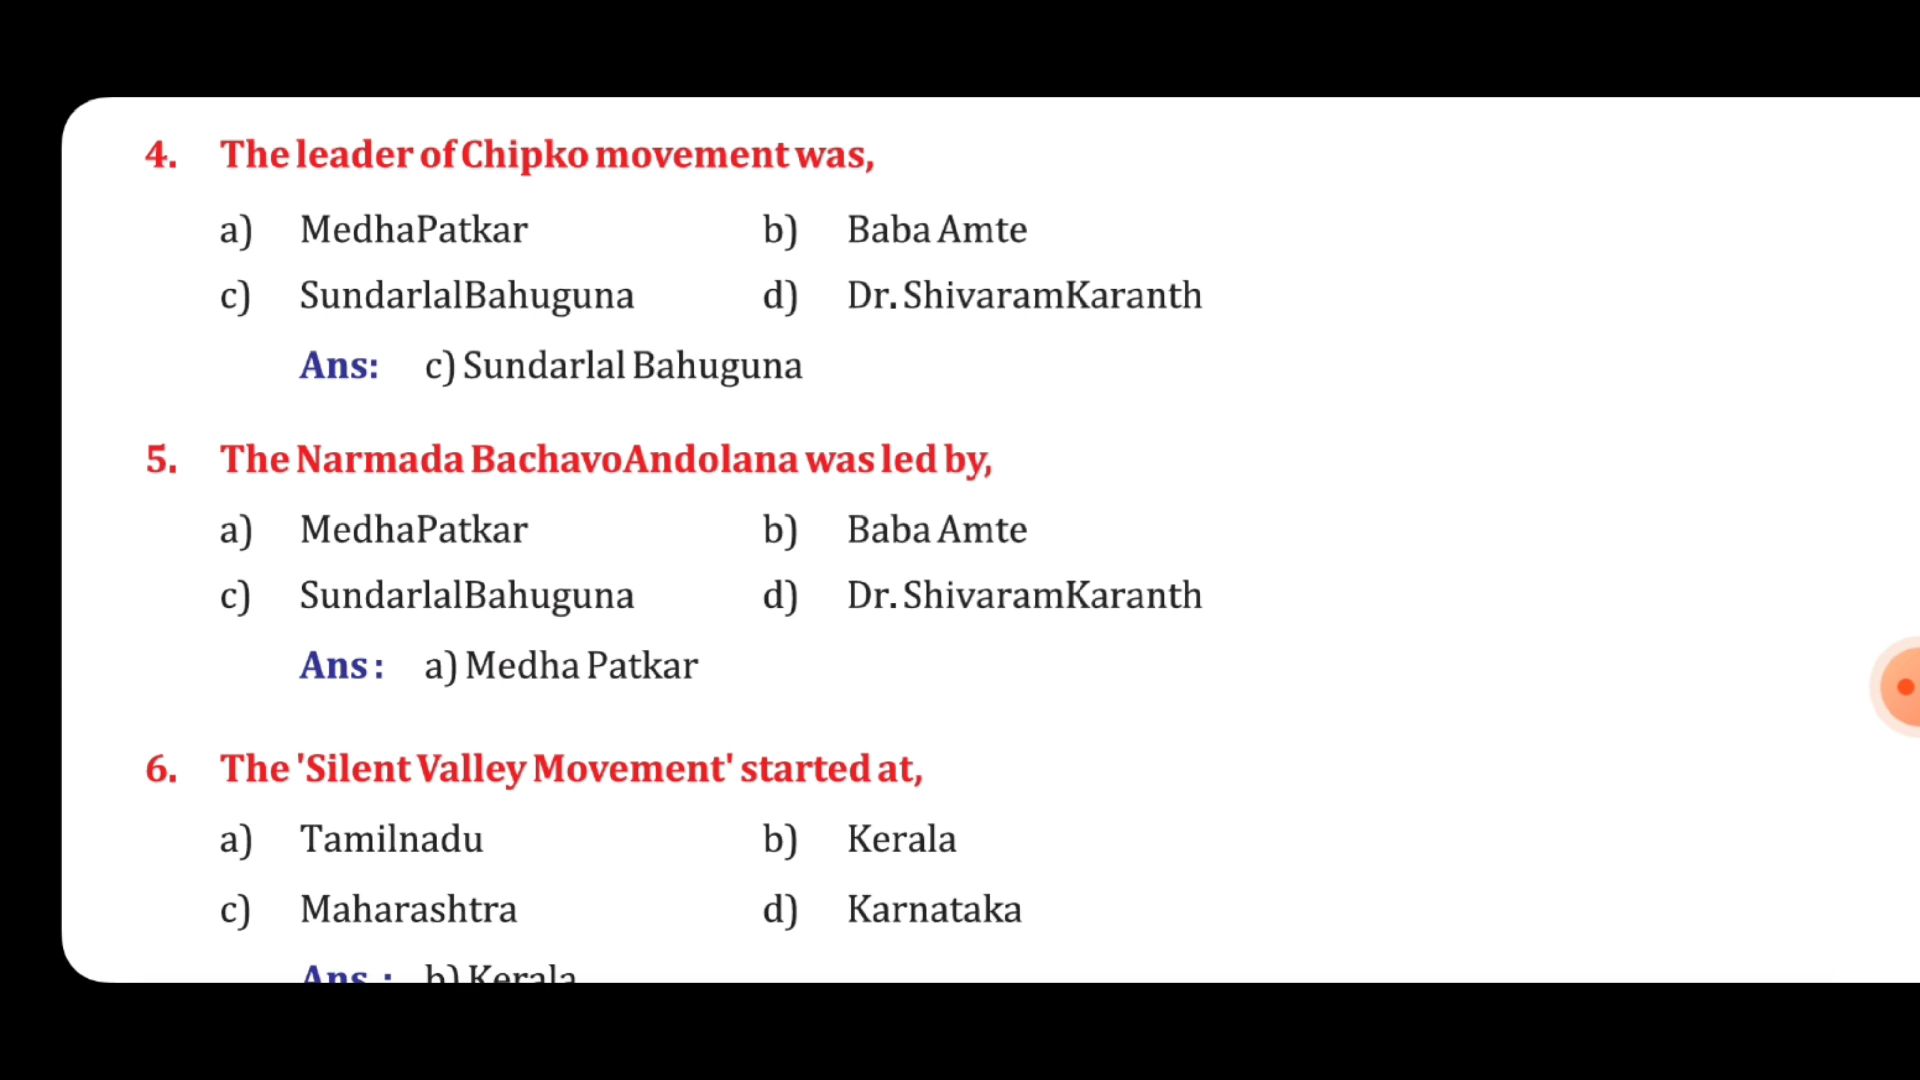 4. The leader of Chipko movement was,
a) MedhaPatkar b) Baba Amte
c) SundarlalBahuguna d) Dr. ShivaramKaranth
Ans: c) Sundarlal Bahuguna
5. The Narmada BachavoAndolana was led by,
a) MedhaPatkar b) Baba Amte
c) SundarlalBahuguna d) Dr. ShivaramKaranth
Ans : a) Medha Patkar
6. The 'Silent Valley Movement' started at,
a) Tamilnadu b) Kerala
c) Maharashtra d) Karnataka
Ans : b) Kerala